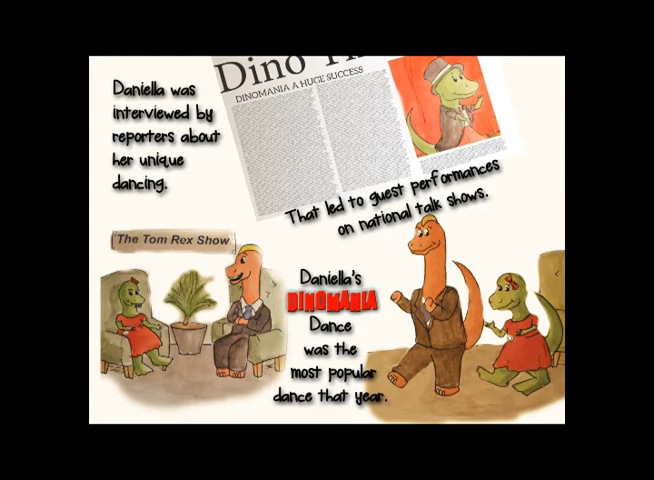 Dino Ti
DINOMANIA A HUGE SUCCESS
Daniella was
interviewed by
reporters about
her unique
dancing.
That led to guest performances
on national talk shows.
The Tom Rex Show
Daniella's
DINOMANIA
Dance
was the
most popular
dance that year.